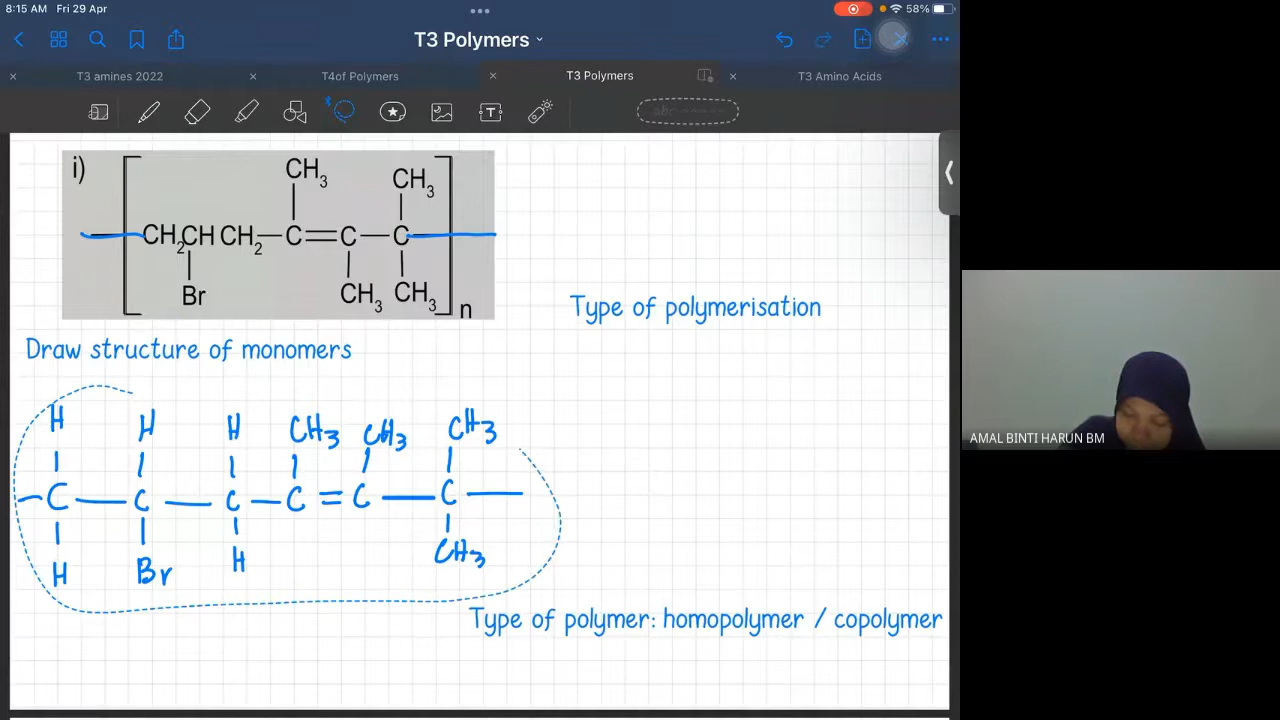 8:15 AM Fri 29 Apr
58%
T3 Polymers
T3 amines 2022
T4of Polymers
T3 Polymers
T3 Amino Acids
i)
CH3 CH3
CH2CH CH2—C=C—C
Br CH3 CH3
n
Type of polymerisation
Draw structure of monomers
H H H CH3 CH3 CH3
—C—C—C—C=C—C—
H Br H CH3
Type of polymer: homopolymer / copolymer
AMAL BINTI HARUN BM